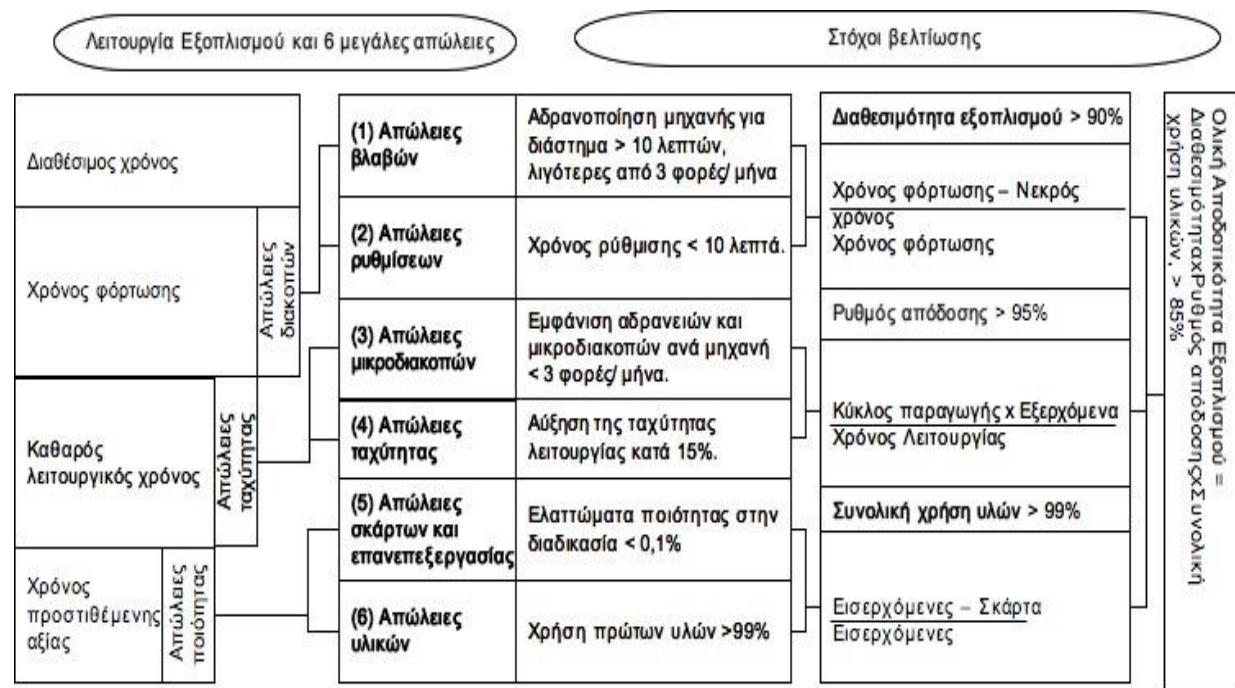 Λειτουργία Εξοπλισμού και 6 μεγάλες απώλειες
Στόχοι βελτίωσης
Διαθέσιμος χρόνος
Χρόνος φόρτωσης
Απώλειες
διακοπών
Καθαρός
λειτουργικός χρόνος
Απώλειες
ταχύτητας
Χρόνος
προστιθέμενης
αξίας
Απώλειες
ποιότητας
(1) Απώλειες
βλαβών
Αδρανοποίηση μηχανής για
διάστημα > 10 λεπτών,
λιγότερες από 3 φορές/ μήνα
(2) Απώλειες
ρυθμίσεων
Χρόνος ρύθμισης < 10 λεπτά.
(3) Απώλειες
μικροδιακοπών
Εμφάνιση αδρανειών και
μικροδιακοπών ανά μηχανή
< 3 φορές/ μήνα.
(4) Απώλειες
ταχύτητας
Αύξηση της ταχύτητας
λειτουργίας κατά 15%.
(5) Απώλειες
σκάρτων και
επανεπεξεργασίας
Ελαττώματα ποιότητας στην
διαδικασία < 0,1%
(6) Απώλειες
υλικών
Χρήση πρώτων υλών >99%
Διαθεσιμότητα εξοπλισμού > 90%
Χρόνος φόρτωσης – Νεκρός
χρόνος
Χρόνος φόρτωσης
Ρυθμός απόδοσης > 95%
Κύκλος παραγωγής x Εξερχόμενα
Χρόνος Λειτουργίας
Συνολική χρήση υλών > 99%
Εισερχόμενες – Σκάρτα
Εισερχόμενες
Ολική Αποδοτικότητα Εξοπλισμού =
ΔιαθεσιμότηταxΡυθμός απόδοσηςxΣυνολική
χρήση υλικών, > 85%